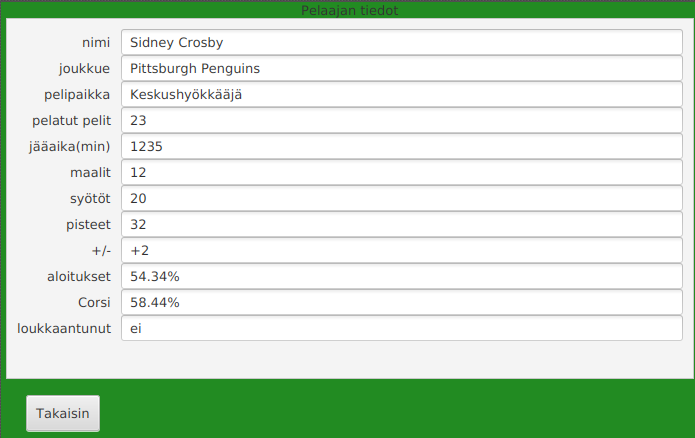 Pelaajan tiedot
nimi Sidney Crosby
joukkue Pittsburgh Penguins
pelipaikka Keskushyökkääjä
pelatut pelit 23
jääaika(min) 1235
maalit 12
syötöt 20
pisteet 32
+/- +2
aloitukset 54.34%
Corsi 58.44%
loukkaantunut ei
Takaisin